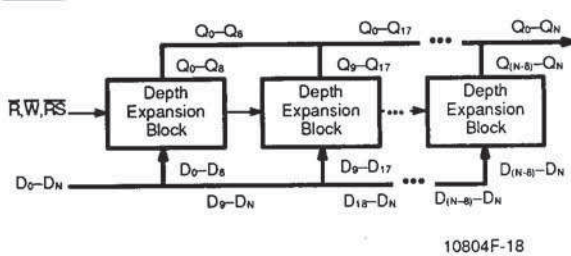 Q0–Q8 Q0–Q17 ••• Q0–QN
Q0–Q8 Q9–Q17 Q(N-8)–QN
Depth Expansion Block
Depth Expansion Block
Depth Expansion Block
R̅,W̅,R̅S̅
•••
D0–D8 D9–D17 •••
D0–DN
D9–DN D18–DN D(N-8)–DN D(N-8)–DN
10804F-18